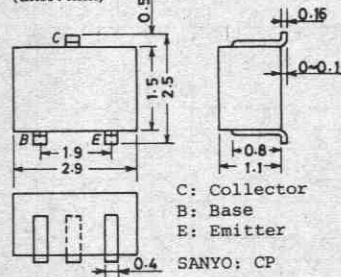 0.5
C
0.16
1.5
2.5
0~0.1
B
E
1.9
2.9
0.8
1.1
C: Collector
B: Base
E: Emitter
0.4
SANYO: CP